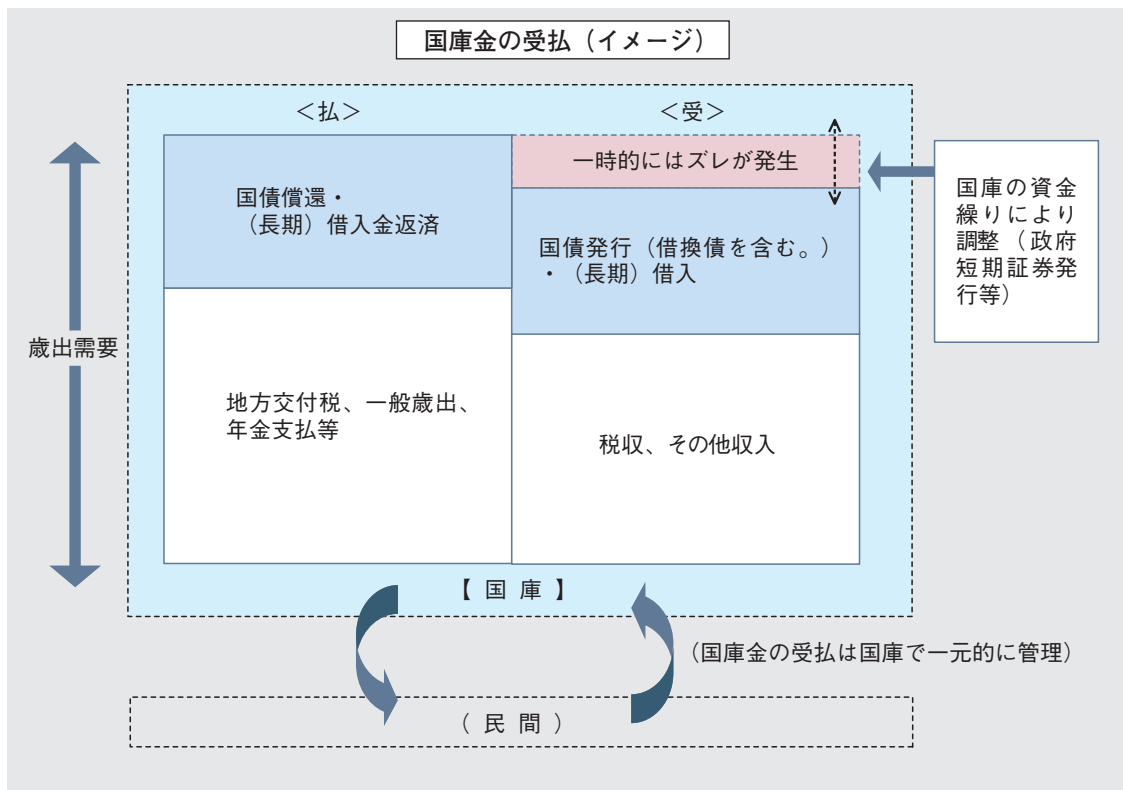 国庫金の受払（イメージ）
＜払＞
＜受＞
国債償還・
（長期）借入金返済
地方交付税、一般歳出、
年金支払等
一時的にはズレが発生
国債発行（借換債を含む。）
・（長期）借入
税収、その他収入
国庫の資金
繰りにより
調整（政府
短期証券発
行等）
歳出需要
【国庫】
（国庫金の受払は国庫で一元的に管理）
（民間）